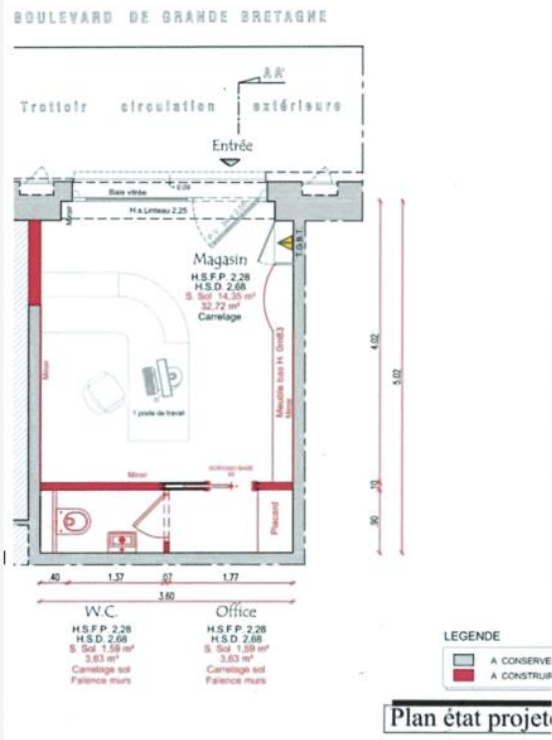 BOULEVARD DE GRANDE BRETAGNE
AA'
Trottoir circulation extérieure
Entrée
Baie vitrée
H.s.Linteau 2,25
Miroir
T.G.B.T
Magasin
H.S.F.P. 2,28
H.S.D. 2,68
S. Sol 14,35 m²
32,72 m²
Carrelage
Miroir
1 poste de travail
Meuble bas H. 0m83
Miroir
4.02
5.02
Miroir
.10
.90
Placard
.40 1.37 .07 1.77
3.60
W.C.
H.S.F.P. 2,28
H.S.D. 2,68
S. Sol 1,59 m²
3,63 m²
Carrelage sol
Faïence murs
Office
H.S.F.P. 2,28
H.S.D. 2,68
S. Sol 1,59 m²
3,63 m²
Carrelage sol
Faïence murs
LEGENDE
A CONSERVE
A CONSTRUIR
Plan état projeté